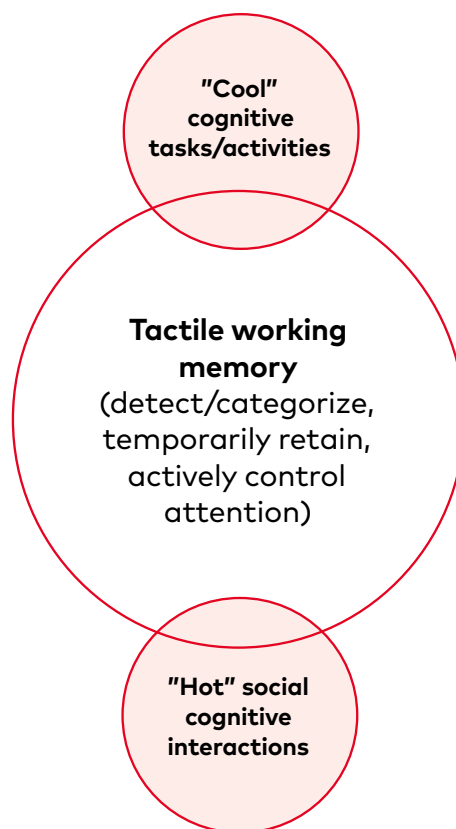 ”Cool”
cognitive
tasks/activities
Tactile working
memory
(detect/categorize,
temporarily retain,
actively control
attention)
”Hot” social
cognitive
interactions